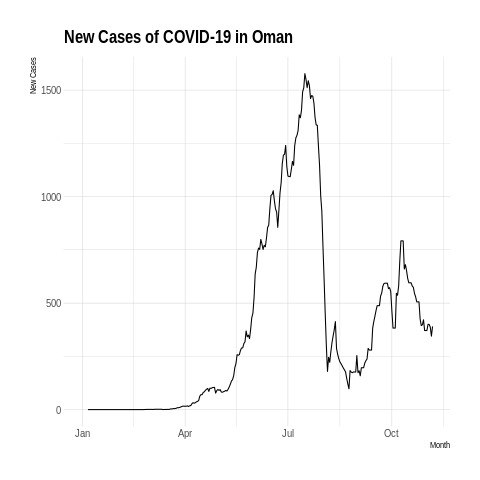 New Cases of COVID-19 in Oman
New Cases
1500
1000
500
0
Jan Apr Jul Oct
Month